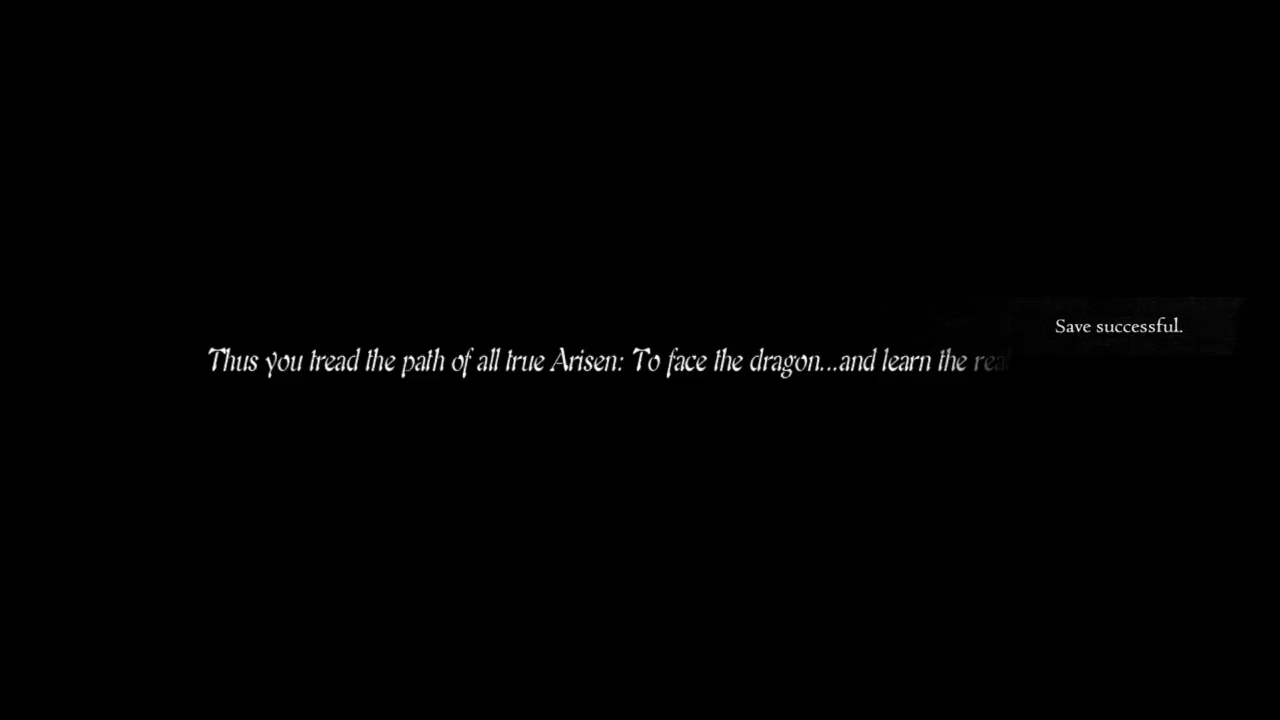 Save successful.
Thus you tread the path of all true Arisen: To face the dragon...and learn the